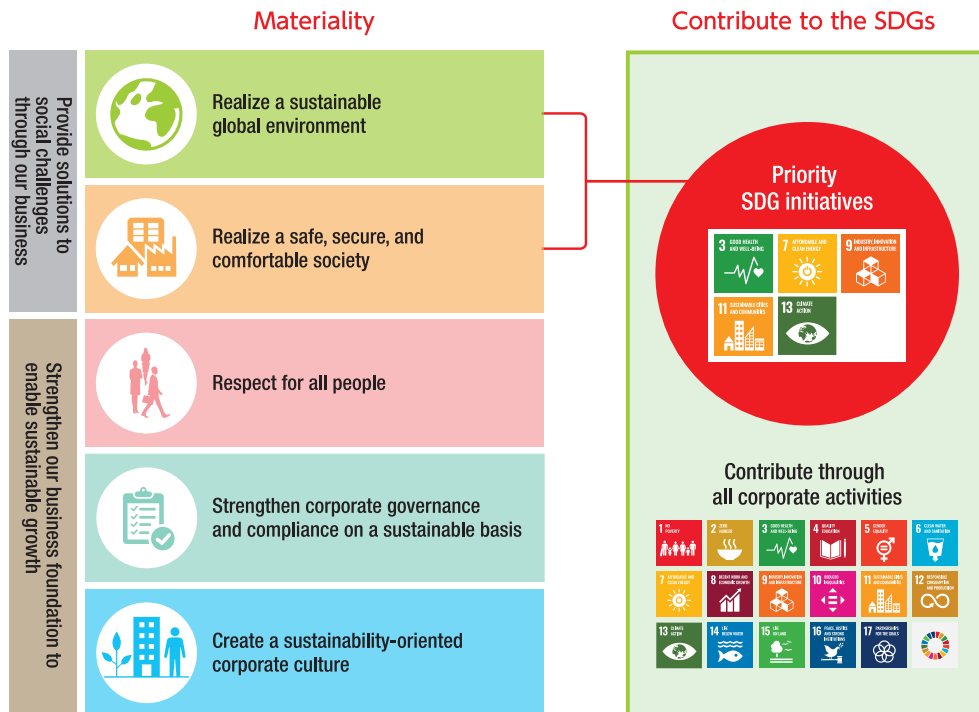 Materiality
Contribute to the SDGs
Provide solutions to
social challenges
through our business
Realize a sustainable
global environment
Realize a safe, secure, and
comfortable society
Strengthen our business foundation to
enable sustainable growth
Respect for all people
Strengthen corporate governance
and compliance on a sustainable basis
Create a sustainability-oriented
corporate culture
Priority
SDG initiatives
3 GOOD HEALTH
AND WELL-BEING
7 AFFORDABLE AND
CLEAN ENERGY
9 INDUSTRY, INNOVATION
AND INFRASTRUCTURE
11 SUSTAINABLE CITIES
AND COMMUNITIES
13 CLIMATE
ACTION
Contribute through
all corporate activities
1 NO
POVERTY
2 ZERO
HUNGER
3 GOOD HEALTH
AND WELL-BEING
4 QUALITY
EDUCATION
5 GENDER
EQUALITY
6 CLEAN WATER
AND SANITATION
7 AFFORDABLE AND
CLEAN ENERGY
8 DECENT WORK AND
ECONOMIC GROWTH
9 INDUSTRY, INNOVATION
AND INFRASTRUCTURE
10 REDUCED
INEQUALITIES
11 SUSTAINABLE CITIES
AND COMMUNITIES
12 RESPONSIBLE
CONSUMPTION
AND PRODUCTION
13 CLIMATE
ACTION
14 LIFE
BELOW WATER
15 LIFE
ON LAND
16 PEACE, JUSTICE
AND STRONG
INSTITUTIONS
17 PARTNERSHIPS
FOR THE GOALS